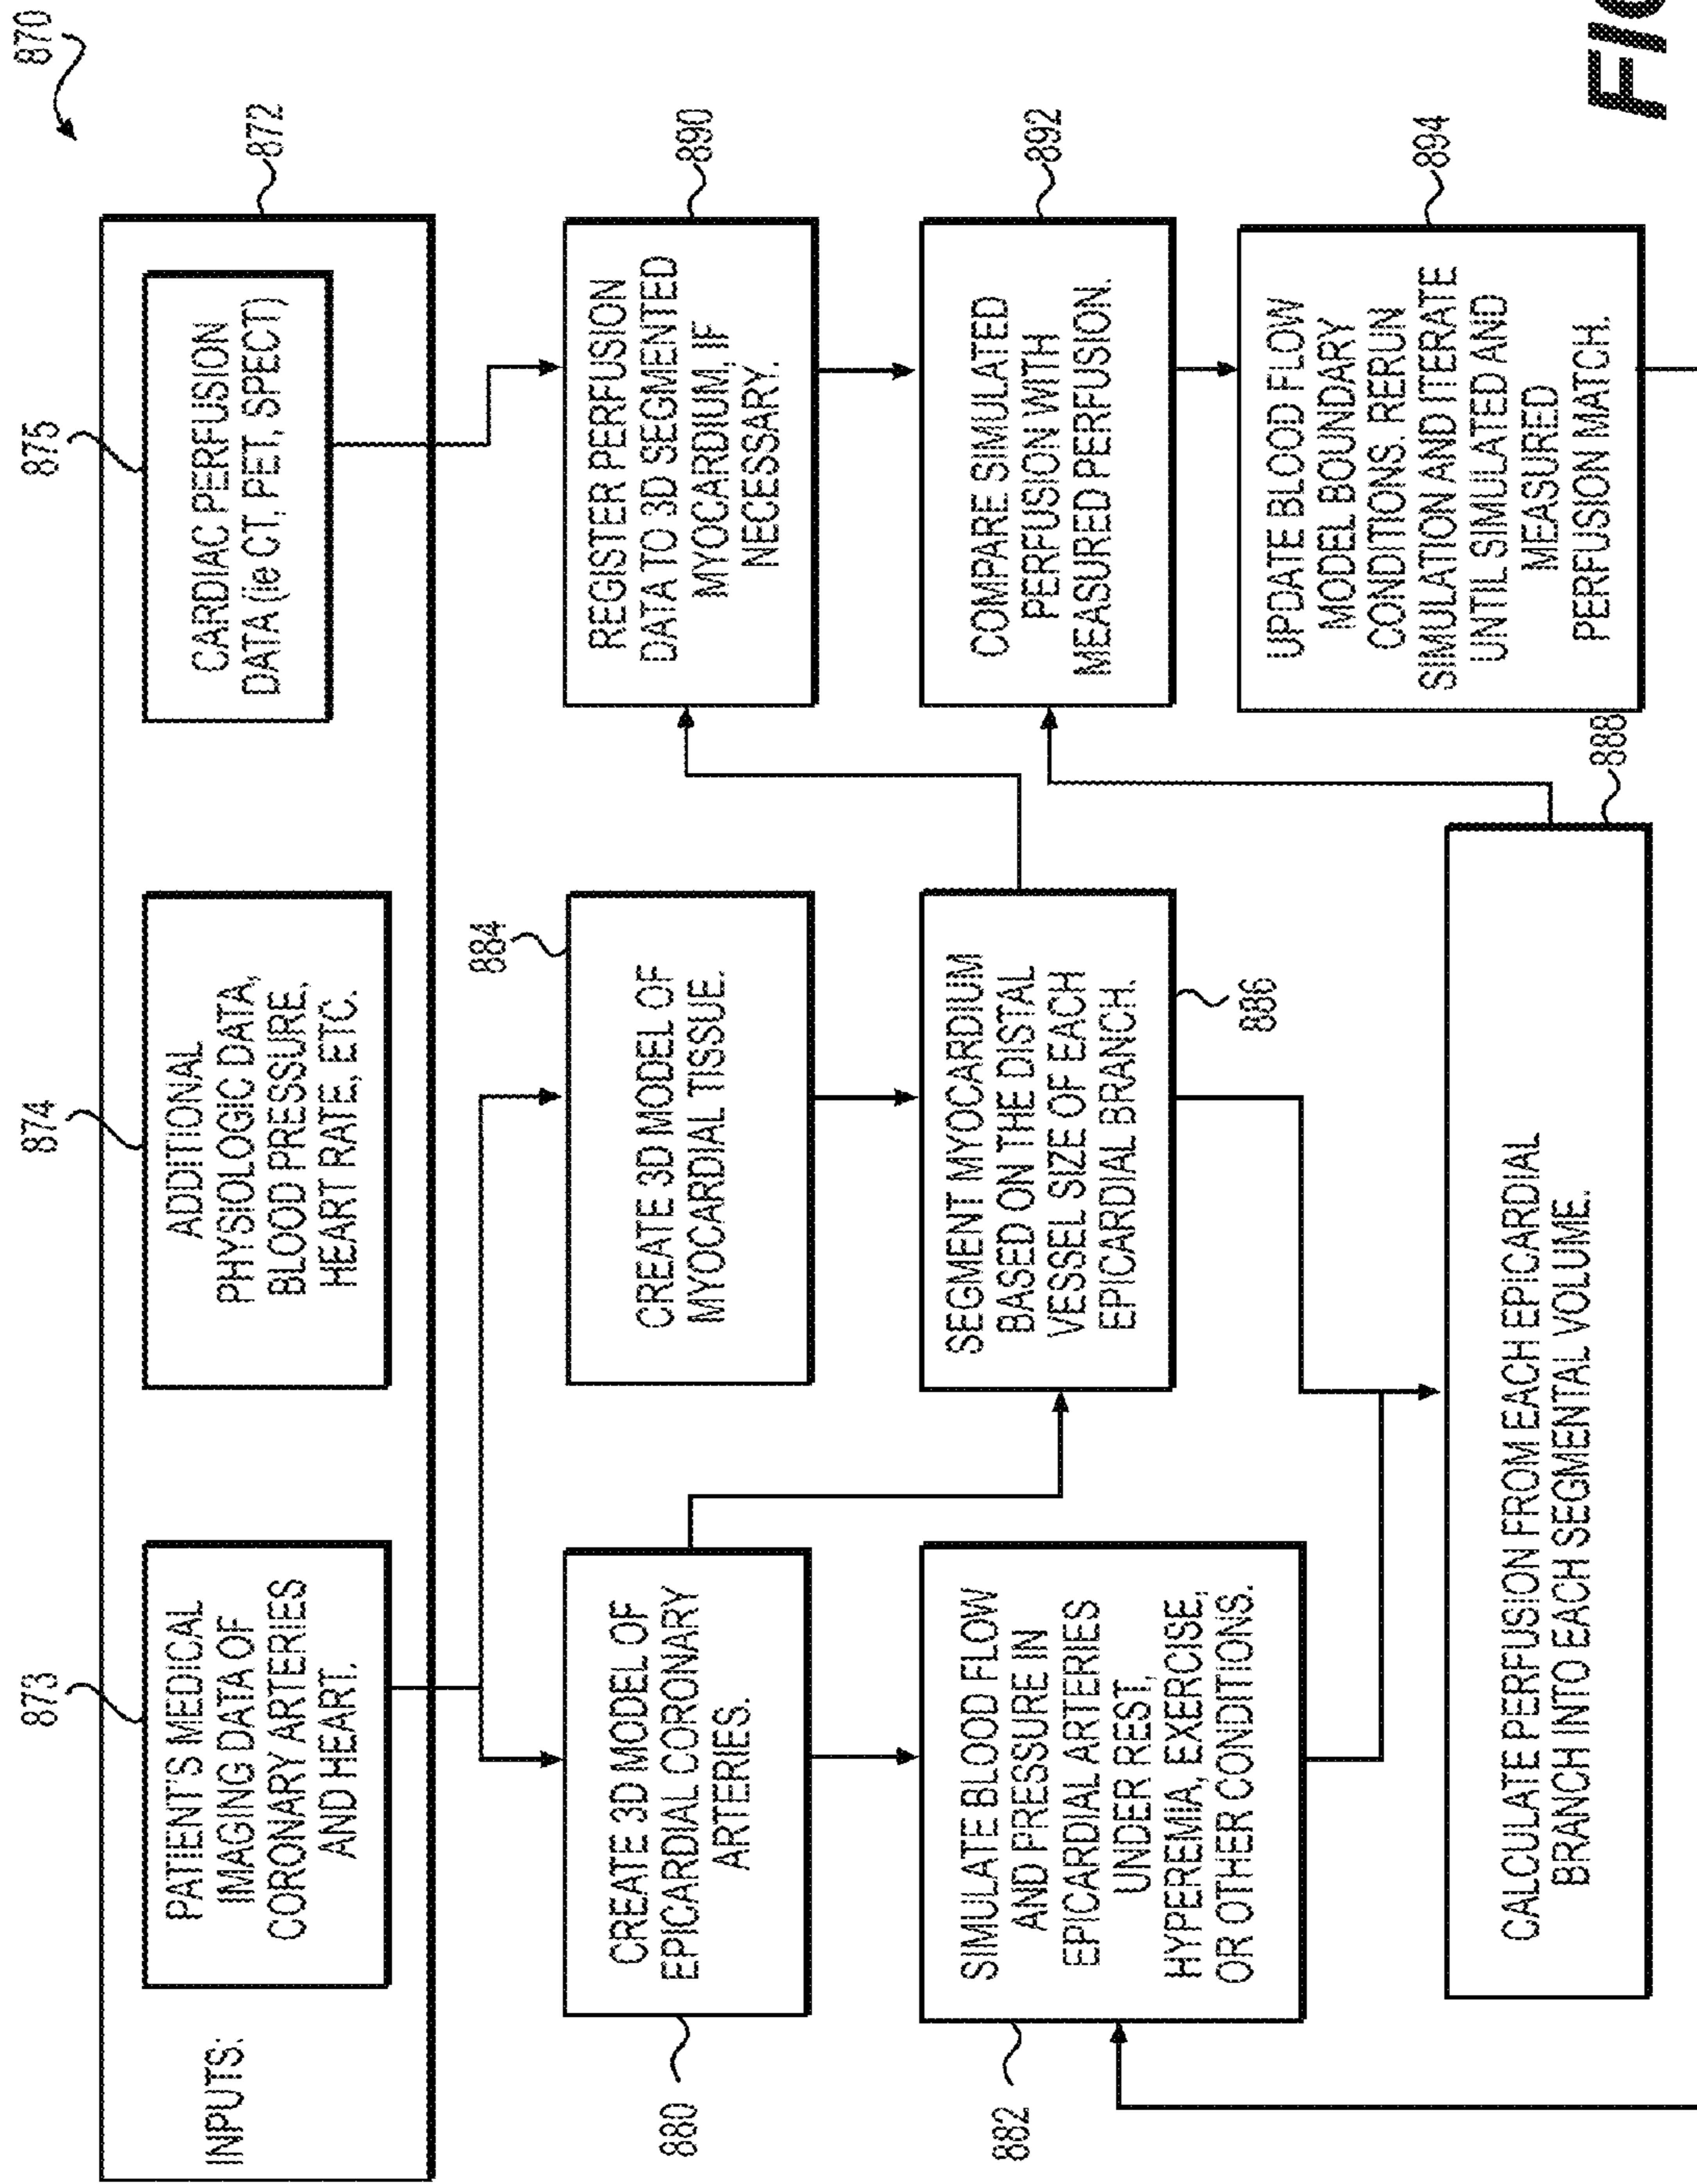 870
872
INPUTS:
873
PATIENT'S MEDICAL
IMAGING DATA OF
CORONARY ARTERIES
AND HEART.
874
ADDITIONAL
PHYSIOLOGIC DATA,
BLOOD PRESSURE,
HEART RATE, ETC.
875
CARDIAC PERFUSION
DATA (ie CT, PET, SPECT)
880
CREATE 3D MODEL OF
EPICARDIAL CORONARY
ARTERIES.
884
CREATE 3D MODEL OF
MYOCARDIAL TISSUE.
890
REGISTER PERFUSION
DATA TO 3D SEGMENTED
MYOCARDIUM, IF
NECESSARY.
882
SIMULATE BLOOD FLOW
AND PRESSURE IN
EPICARDIAL ARTERIES
UNDER REST,
HYPEREMIA, EXERCISE,
OR OTHER CONDITIONS.
SEGMENT MYOCARDIUM
BASED ON THE DISTAL
VESSEL SIZE OF EACH
EPICARDIAL BRANCH.
886
892
COMPARE SIMULATED
PERFUSION WITH
MEASURED PERFUSION.
894
UPDATE BLOOD FLOW
MODEL BOUNDARY
CONDITIONS. RERUN
SIMULATION AND ITERATE
UNTIL SIMULATED AND
MEASURED
PERFUSION MATCH.
888
CALCULATE PERFUSION FROM EACH EPICARDIAL
BRANCH INTO EACH SEGMENTAL VOLUME.